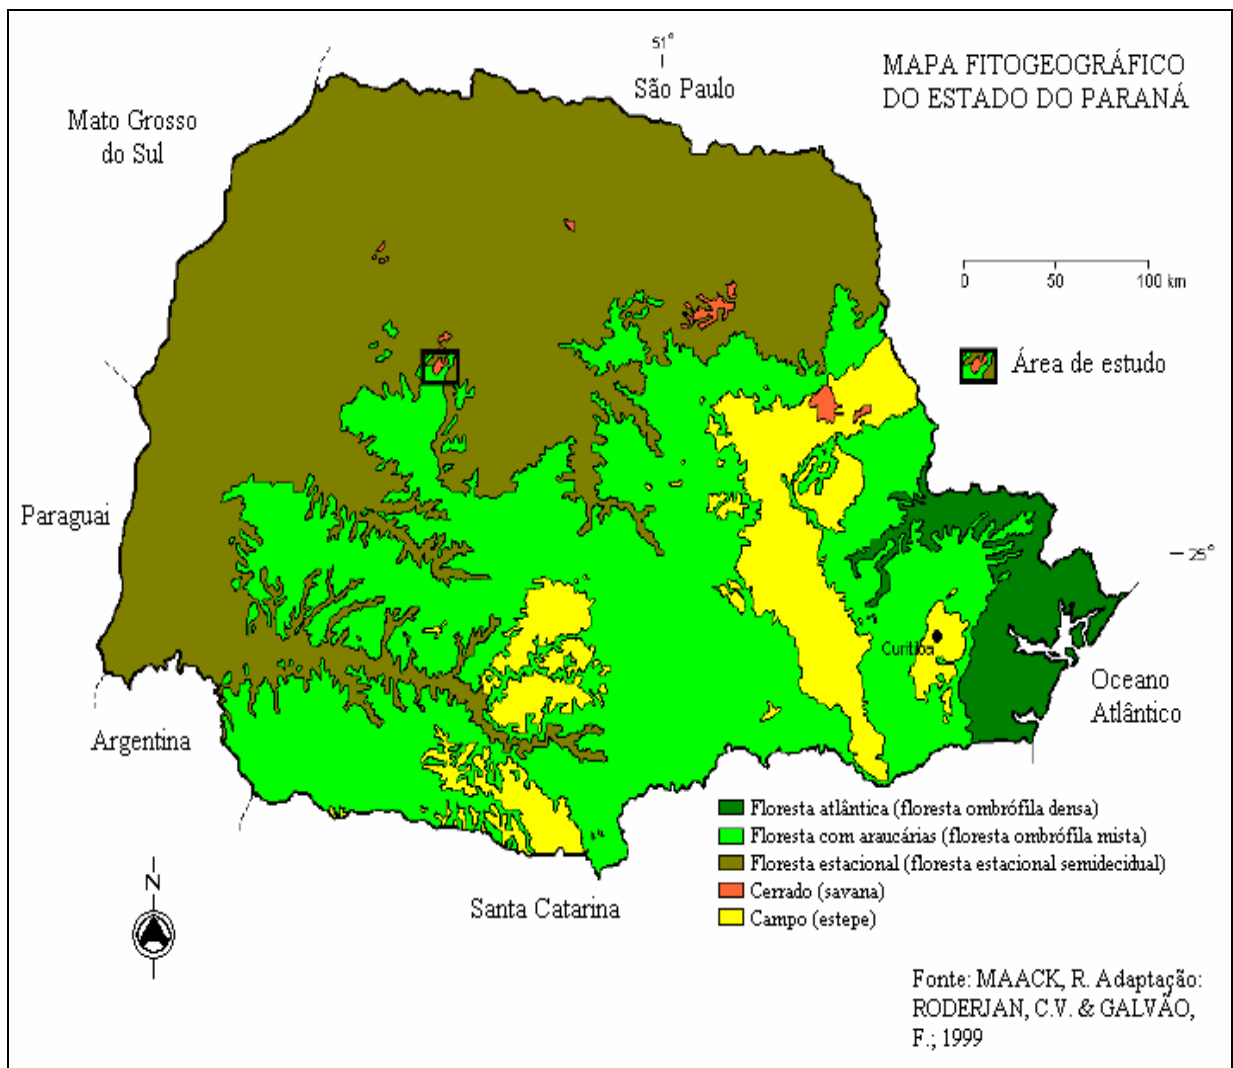 51°
São Paulo
MAPA FITOGEOGRÁFICO
DO ESTADO DO PARANÁ
Mato Grosso
do Sul
0 50 100 km
Área de estudo
Paraguai
25°
Curitiba
Oceano
Atlântico
Argentina
Floresta atlântica (floresta ombrófila densa)
Floresta com araucárias (floresta ombrófila mista)
Floresta estacional (floresta estacional semidecidual)
Cerrado (savana)
Campo (estepe)
N
Santa Catarina
Fonte: MAACK, R. Adaptação:
RODERJAN, C.V. & GALVÃO,
F.; 1999